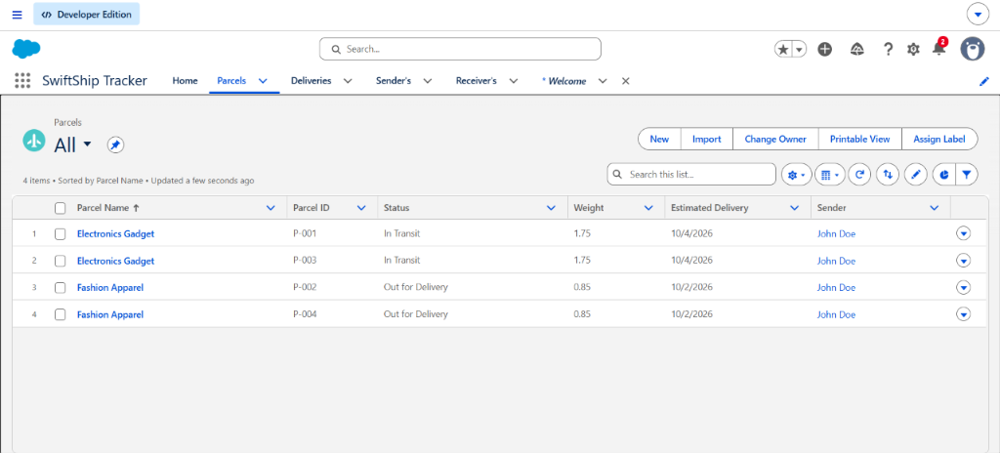 Developer Edition
Search...
2
SwiftShip Tracker Home Parcels Deliveries Sender's Receiver's * Welcome
Parcels
All
New Import Change Owner Printable View Assign Label
4 items • Sorted by Parcel Name • Updated a few seconds ago
Search this list...
Parcel Name ↑ Parcel ID Status Weight Estimated Delivery Sender
1 Electronics Gadget P-001 In Transit 1.75 10/4/2026 John Doe
2 Electronics Gadget P-003 In Transit 1.75 10/4/2026 John Doe
3 Fashion Apparel P-002 Out for Delivery 0.85 10/2/2026 John Doe
4 Fashion Apparel P-004 Out for Delivery 0.85 10/2/2026 John Doe